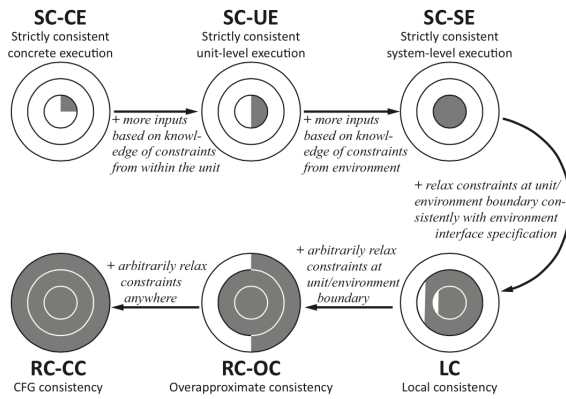 SC-CE
Strictly consistent
concrete execution
SC-UE
Strictly consistent
unit-level execution
SC-SE
Strictly consistent
system-level execution
+ more inputs
based on knowl-
edge of constraints
from within the unit
+ more inputs
based on knowl-
edge of constraints
from environment
+ relax constraints at unit/
environment boundary con-
sistently with environment
interface specification
+ arbitrarily relax
constraints at
unit/environment
boundary
+ arbitrarily relax
constraints
anywhere
RC-CC
CFG consistency
RC-OC
Overapproximate consistency
LC
Local consistency